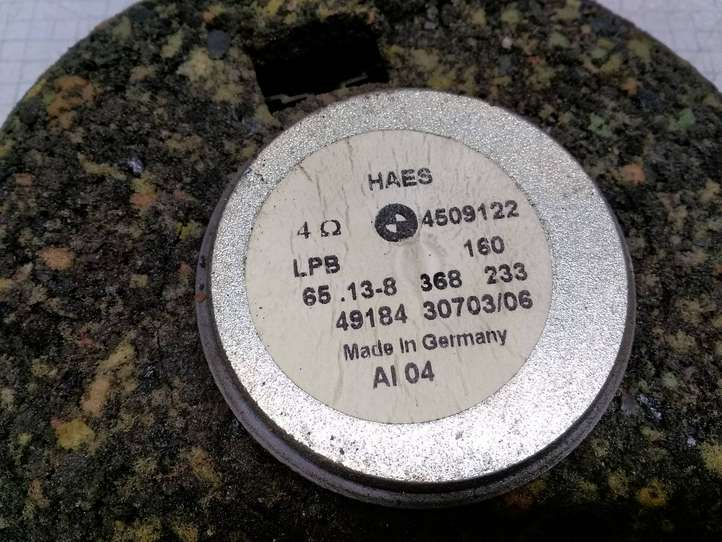 HAES
4 Ω 4509122
LPB 160
65 .13-8 368 233
49184 30703/06
Made In Germany
AI 04